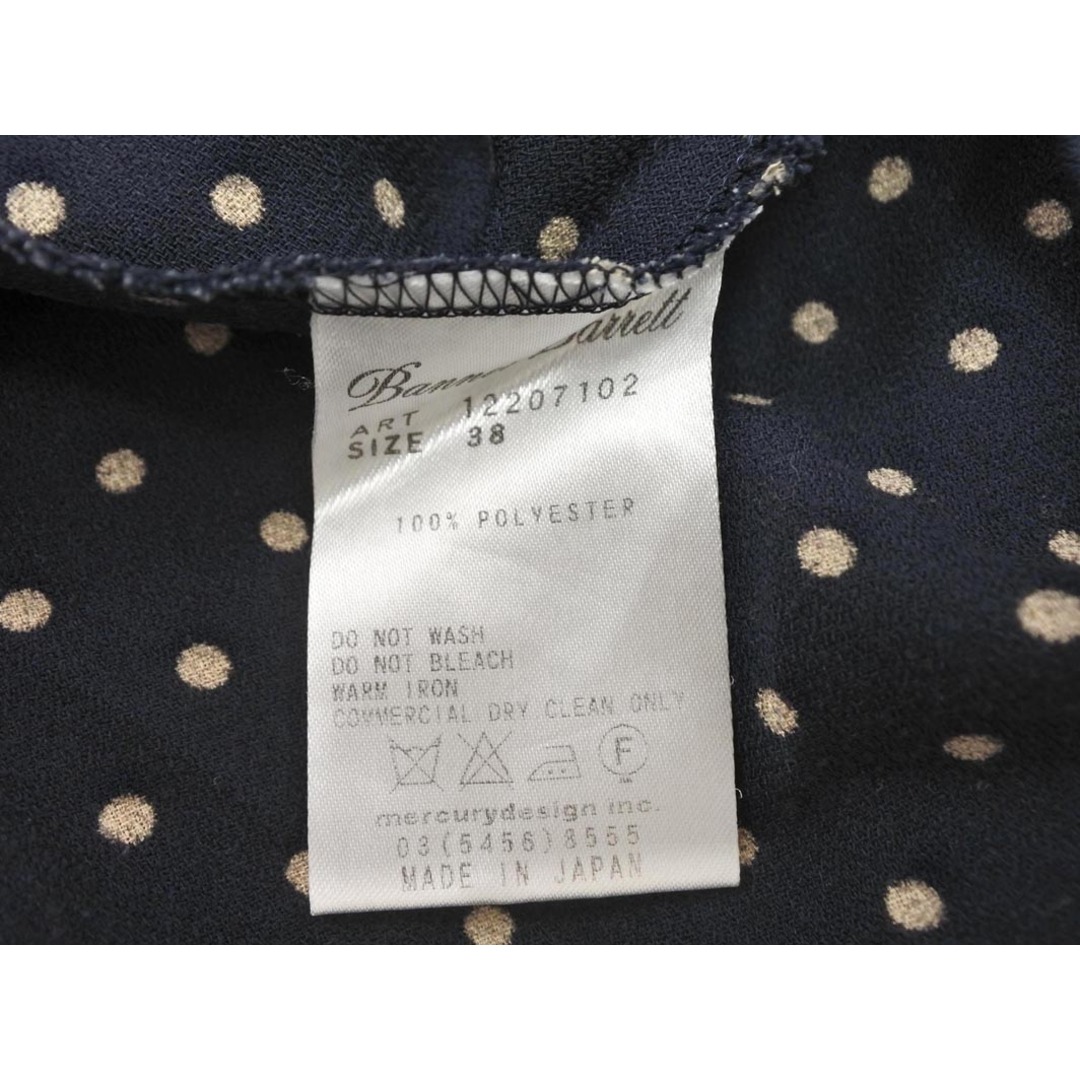 Barrell
ART 12207102
SIZE 38
100% POLYESTER
DO NOT WASH
DO NOT BLEACH
WARM IRON
COMMERCIAL DRY CLEAN ONLY
F
mercurydesign inc.
03(5456)8555
MADE IN JAPAN